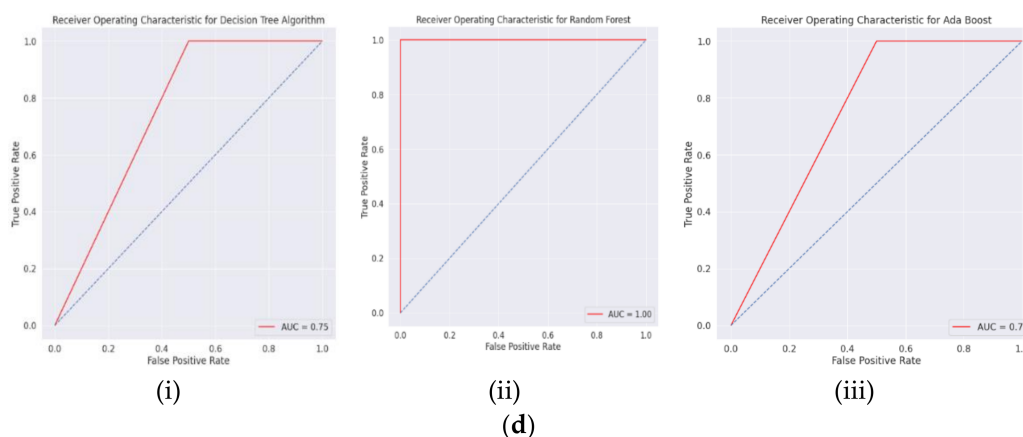 Receiver Operating Characteristic for Decision Tree Algorithm
1.0
0.8
0.6
0.4
0.2
0.0
True Positive Rate
AUC = 0.75
0.0 0.2 0.4 0.6 0.8 1.0
False Positive Rate
(i)
Receiver Operating Characteristic for Random Forest
1.0
0.8
0.6
0.4
0.2
0.0
True Positive Rate
AUC = 1.00
0.0 0.2 0.4 0.6 0.8 1.0
False Positive Rate
(ii)
Receiver Operating Characteristic for Ada Boost
1.0
0.8
0.6
0.4
0.2
0.0
True Positive Rate
AUC = 0.7
0.0 0.2 0.4 0.6 0.8 1.
False Positive Rate
(iii)
(d)